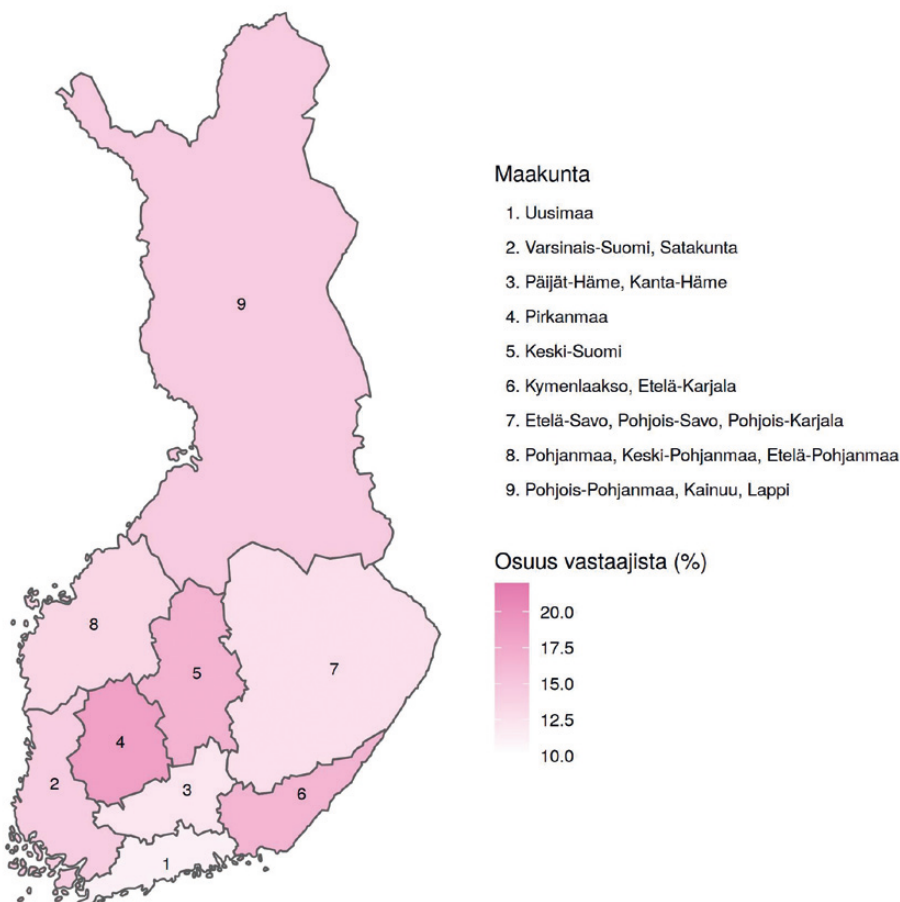 9
8
5
7
4
2
3
6
1
Maakunta
1. Uusimaa
2. Varsinais-Suomi, Satakunta
3. Päijät-Häme, Kanta-Häme
4. Pirkanmaa
5. Keski-Suomi
6. Kymenlaakso, Etelä-Karjala
7. Etelä-Savo, Pohjois-Savo, Pohjois-Karjala
8. Pohjanmaa, Keski-Pohjanmaa, Etelä-Pohjanmaa
9. Pohjois-Pohjanmaa, Kainuu, Lappi
Osuus vastaajista (%)
20.0
17.5
15.0
12.5
10.0